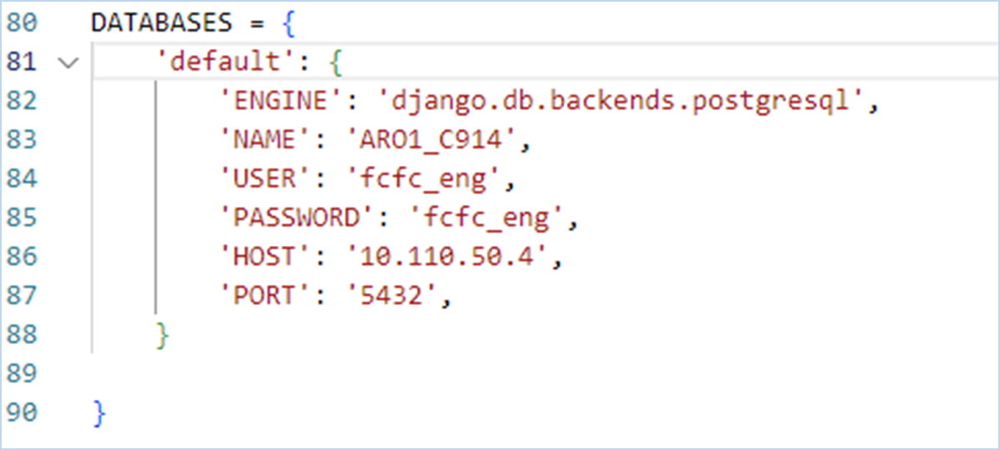 80 DATABASES = {
81 'default': {
82 'ENGINE': 'django.db.backends.postgresql',
83 'NAME': 'ARO1_C914',
84 'USER': 'fcfc_eng',
85 'PASSWORD': 'fcfc_eng',
86 'HOST': '10.110.50.4',
87 'PORT': '5432',
88 }
89
90 }